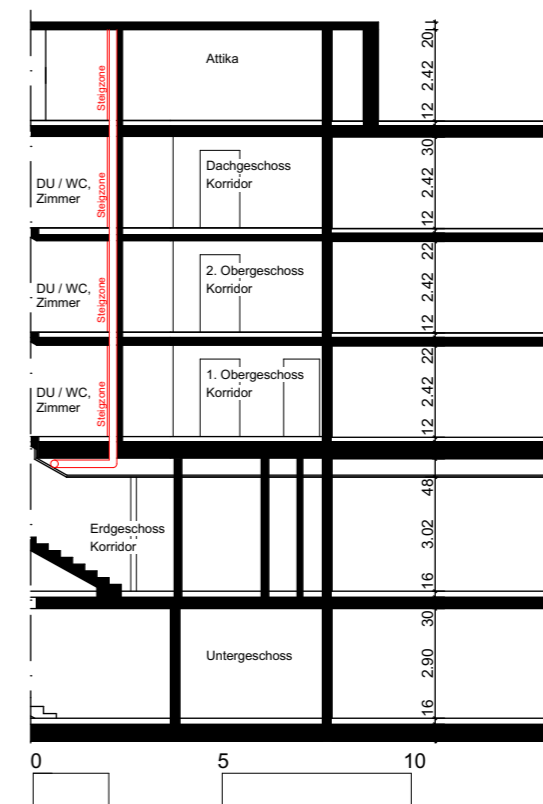 20
Attika
Steigzone
2.42
12
30
Dachgeschoss
Korridor
DU / WC,
Zimmer
Steigzone
2.42
12
22
2. Obergeschoss
Korridor
DU / WC,
Zimmer
Steigzone
2.42
12
22
1. Obergeschoss
Korridor
DU / WC,
Zimmer
Steigzone
2.42
12
48
Erdgeschoss
Korridor
3.02
16
30
Untergeschoss
2.90
16
0 5 10